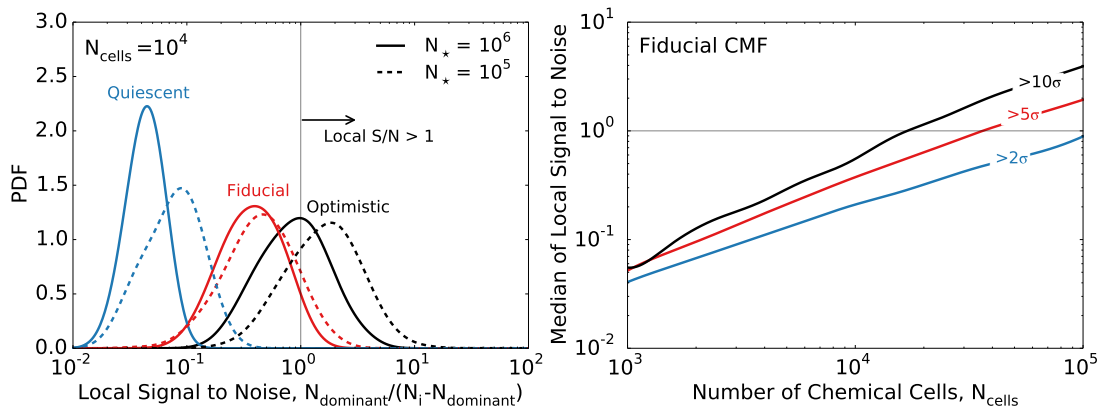 N_cells=10^4
N_⋆ = 10^6
N_⋆ = 10^5
Quiescent
Local S/N > 1
Fiducial
Optimistic
PDF
3.0
2.5
2.0
1.5
1.0
0.5
0.0
10^-2
10^-1
10^0
10^1
10^2
Local Signal to Noise, N_dominant/(N_i-N_dominant)
Fiducial CMF
>10σ
>5σ
>2σ
Median of Local Signal to Noise
10^1
10^0
10^-1
10^-2
10^3
10^4
10^5
Number of Chemical Cells, N_cells